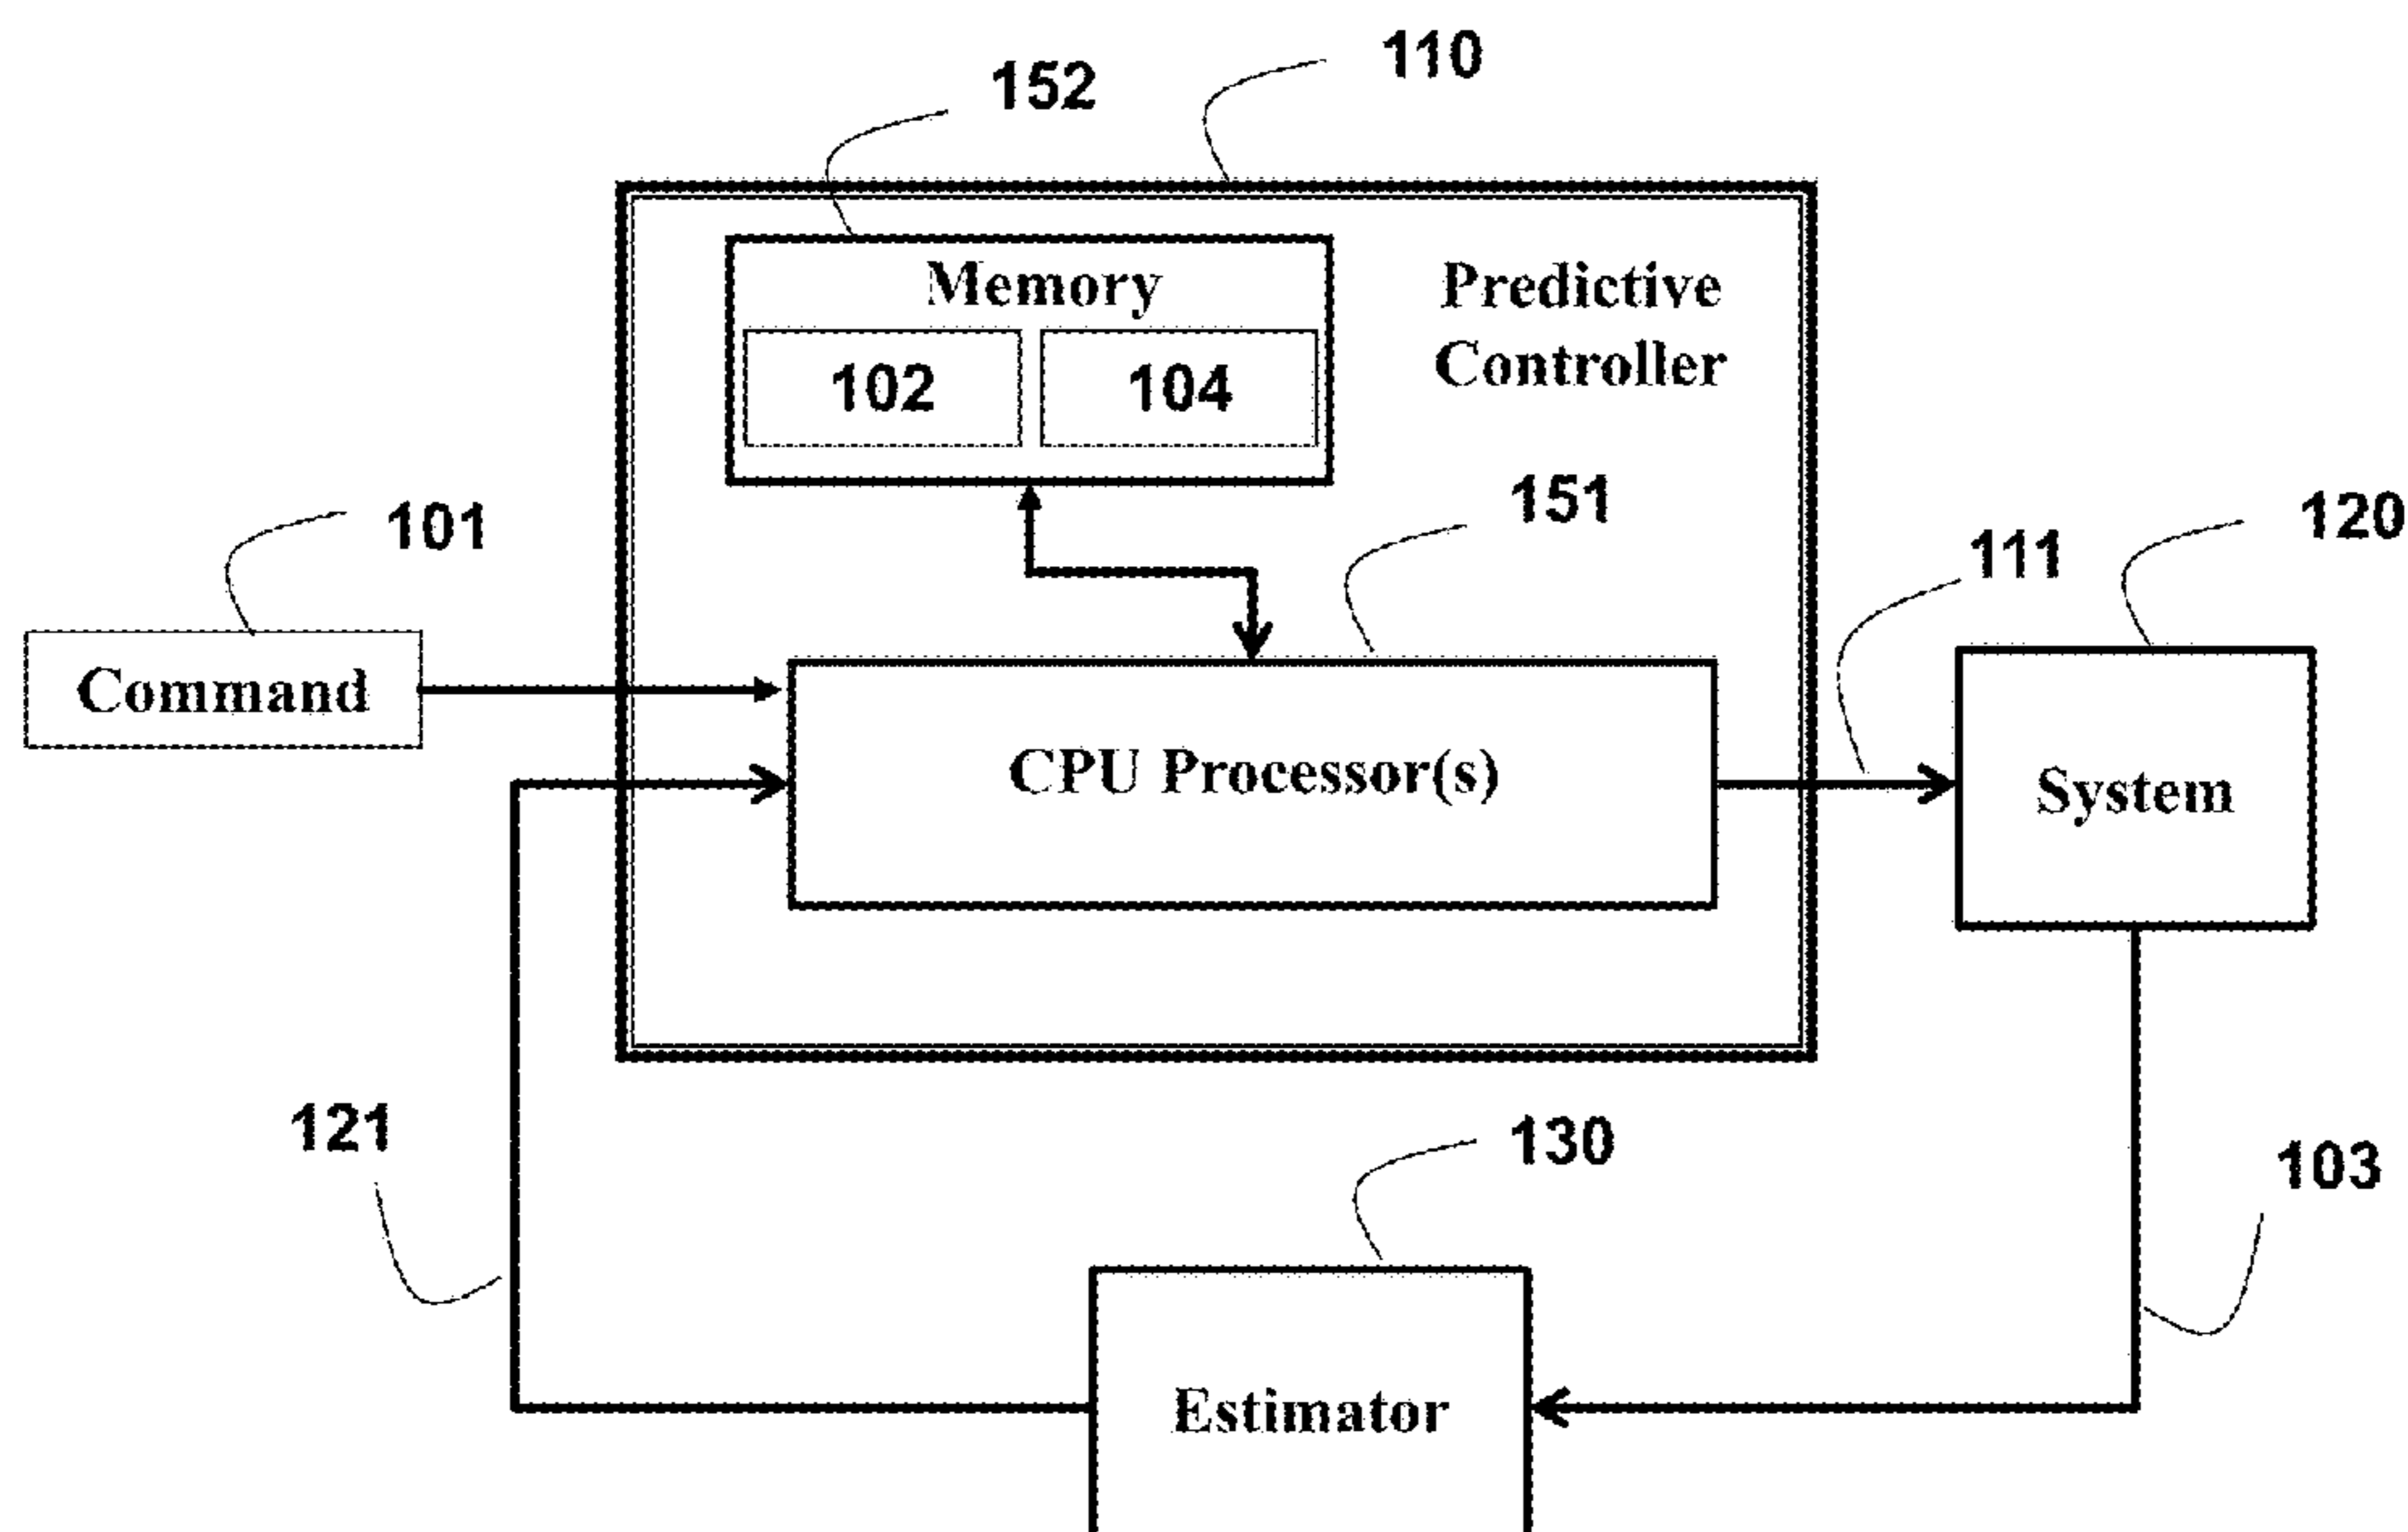 110
152
Memory
Predictive
Controller
102
104
151
101
120
111
Command
CPU Processor(s)
System
121
130
103
Estimator